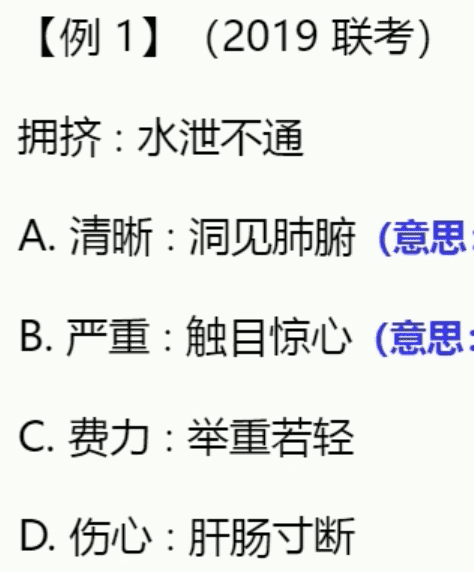 【例 1】（2019 联考）
拥挤 : 水泄不通
A. 清晰 : 洞见肺腑 (意思:
B. 严重 : 触目惊心 (意思:
C. 费力 : 举重若轻
D. 伤心 : 肝肠寸断